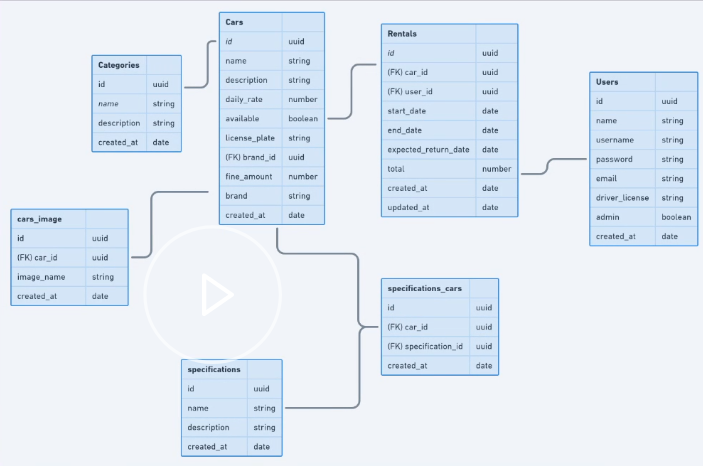 Cars
id uuid
name string
description string
daily_rate number
available boolean
license_plate string
(FK) brand_id uuid
fine_amount number
brand string
created_at date
Categories
id uuid
name string
description string
created_at date
Rentals
id uuid
(FK) car_id uuid
(FK) user_id uuid
start_date date
end_date date
expected_return_date date
total number
created_at date
updated_at date
Users
id uuid
name string
username string
password string
email string
driver_license string
admin boolean
created_at date
cars_image
id uuid
(FK) car_id uuid
image_name string
created_at date
specifications_cars
id uuid
(FK) car_id uuid
(FK) specification_id uuid
created_at date
specifications
id uuid
name string
description string
created_at date